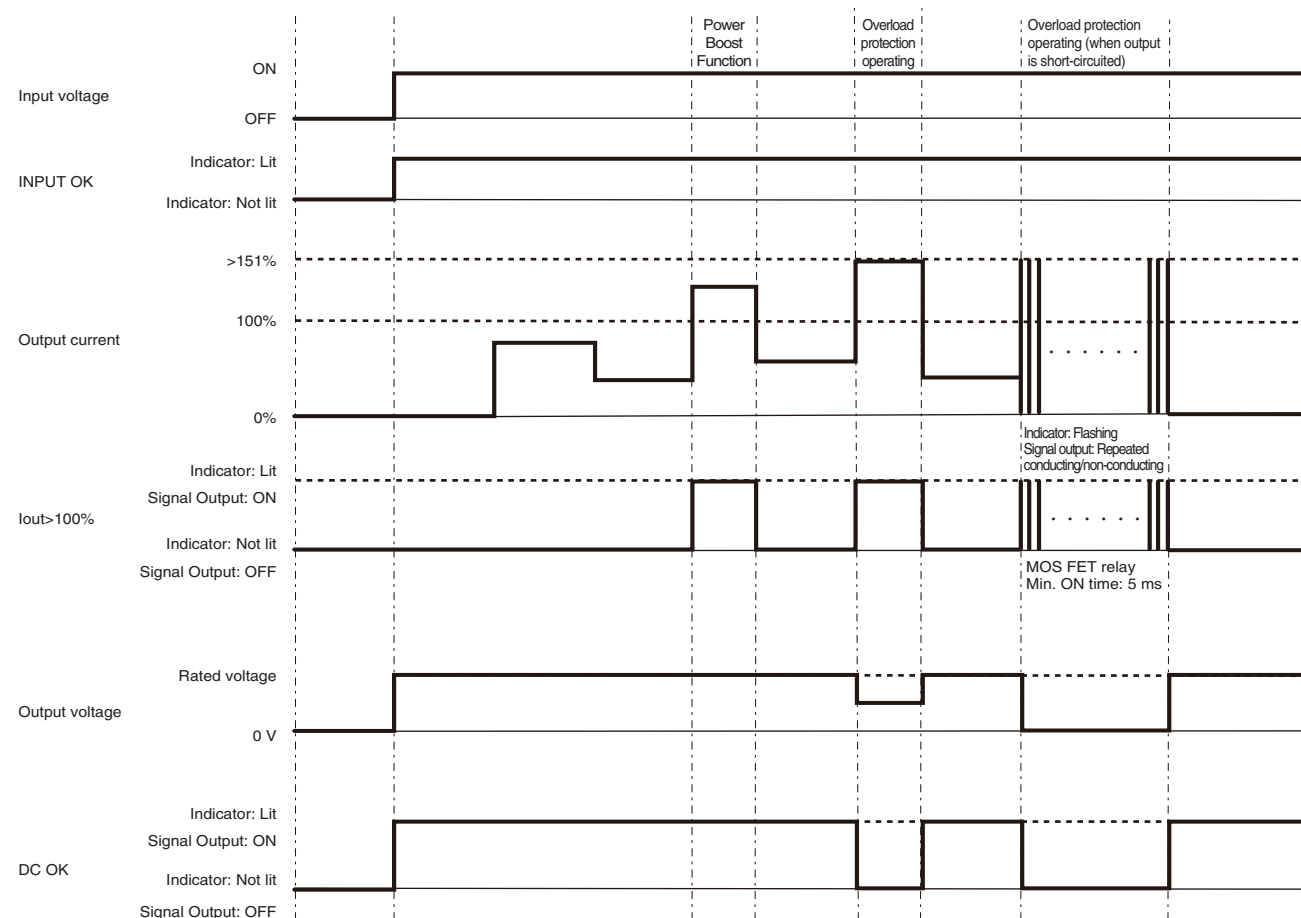 Power
Boost
Function
Overload
protection
operating
Overload protection
operating (when output
is short-circuited)
Input voltage
ON
OFF
INPUT OK
Indicator: Lit
Indicator: Not lit
Output current
>151%
100%
0%
Indicator: Flashing
Signal output: Repeated
conducting/non-conducting
Iout>100%
Indicator: Lit
Signal Output: ON
Indicator: Not lit
Signal Output: OFF
MOS FET relay
Min. ON time: 5 ms
Output voltage
Rated voltage
0 V
DC OK
Indicator: Lit
Signal Output: ON
Indicator: Not lit
Signal Output: OFF